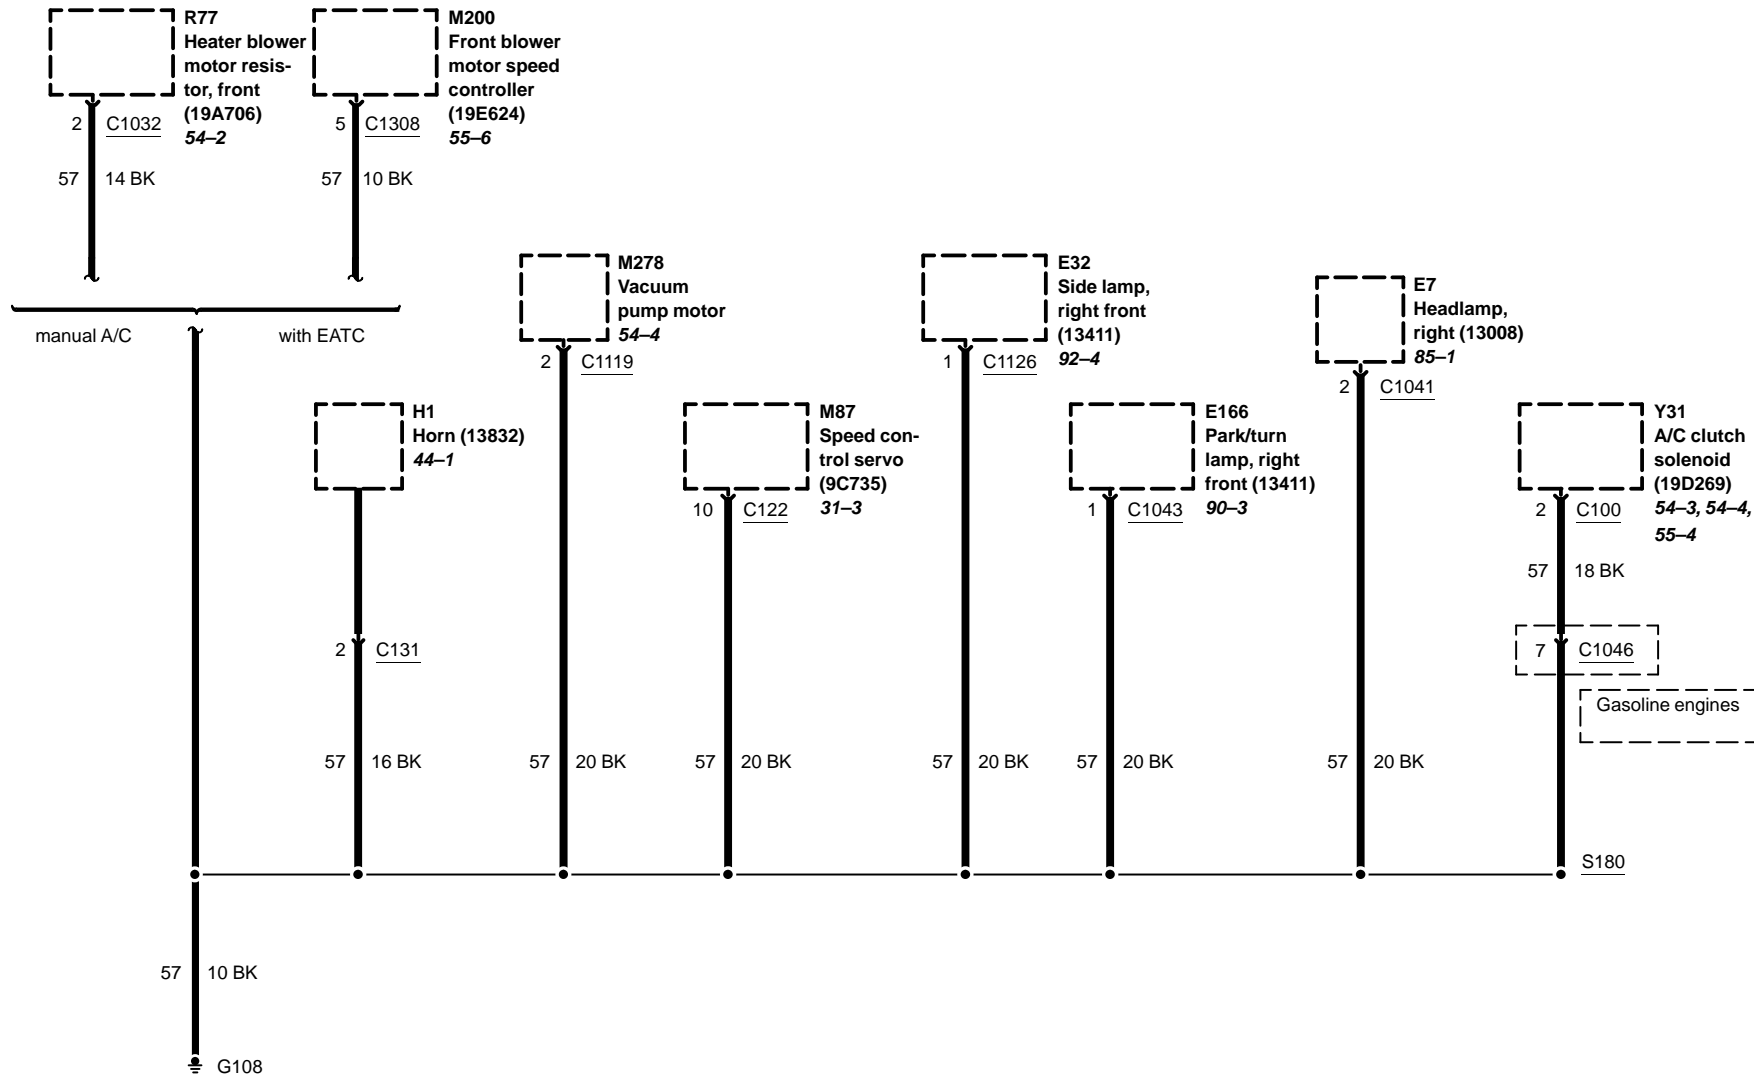 R77
Heater blower
motor resis-
tor, front
(19A706)
54–2
2 C1032
57 14 BK
M200
Front blower
motor speed
controller
(19E624)
55–6
5 C1308
57 10 BK
manual A/C
with EATC
H1
Horn (13832)
44–1
2 C131
57 16 BK
M278
Vacuum
pump motor
54–4
2 C1119
57 20 BK
M87
Speed con-
trol servo
(9C735)
31–3
10 C122
57 20 BK
E32
Side lamp,
right front
(13411)
92–4
1 C1126
57 20 BK
E166
Park/turn
lamp, right
front (13411)
90–3
1 C1043
57 20 BK
E7
Headlamp,
right (13008)
85–1
2 C1041
57 20 BK
Y31
A/C clutch
solenoid
(19D269)
54–3, 54–4,
55–4
2 C100
57 18 BK
7 C1046
Gasoline engines
S180
57 10 BK
G108